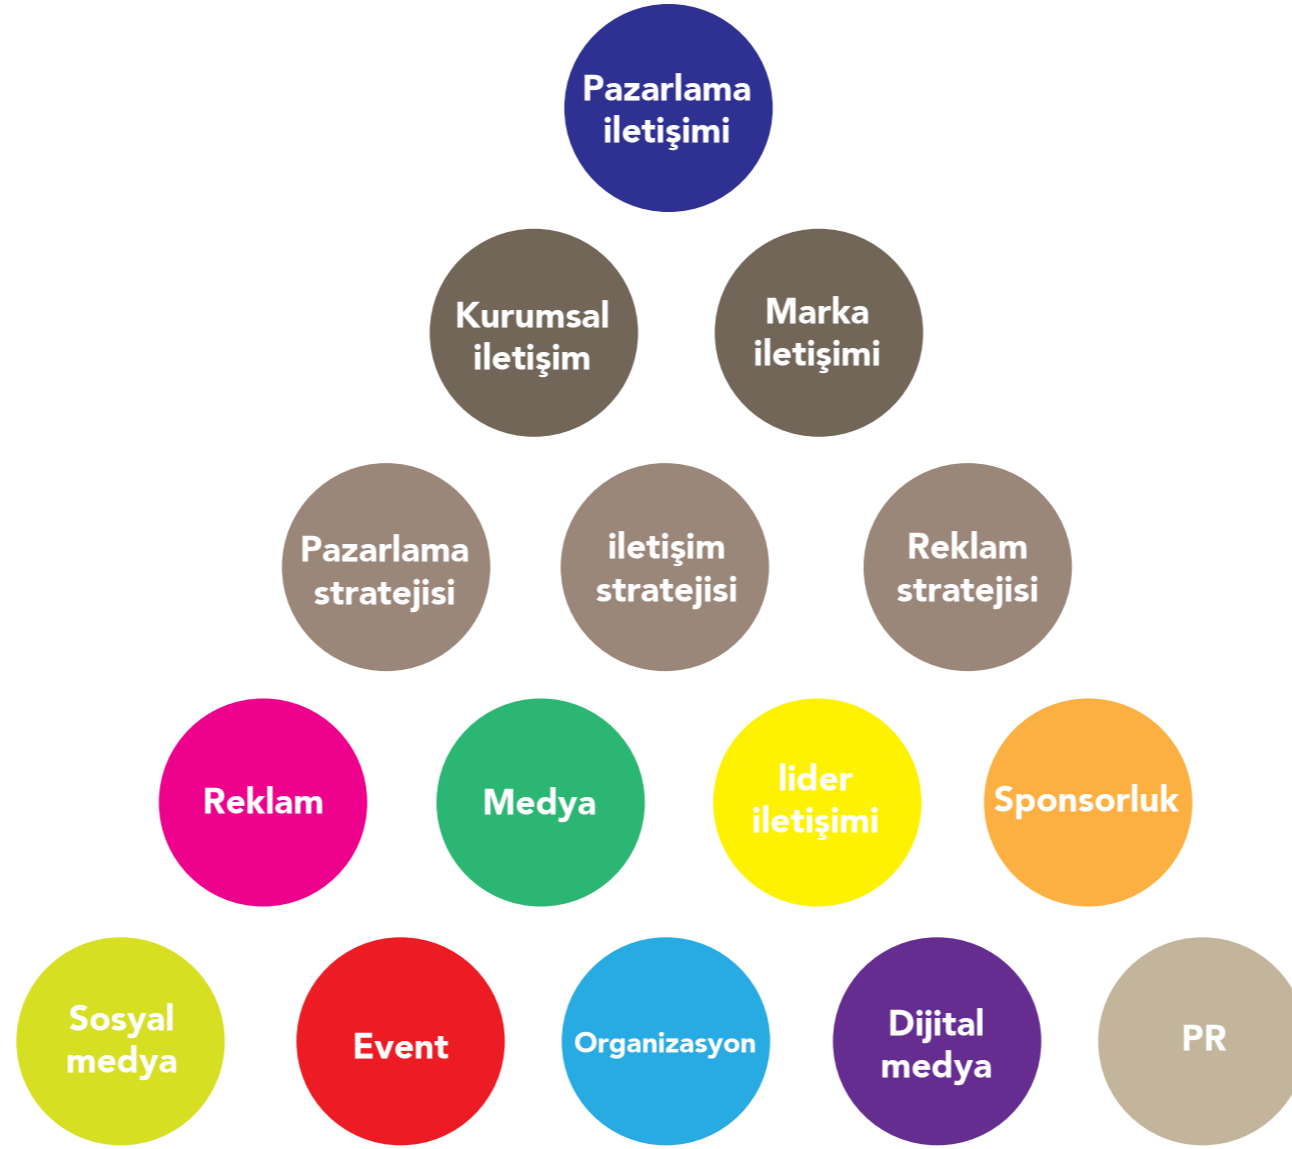 Pazarlama
iletişimi
Kurumsal
iletişim
Marka
iletişimi
Pazarlama
stratejisi
iletişim
stratejisi
Reklam
stratejisi
Reklam
Medya
lider
iletişimi
Sponsorluk
Sosyal
medya
Event
Organizasyon
Dijital
medya
PR